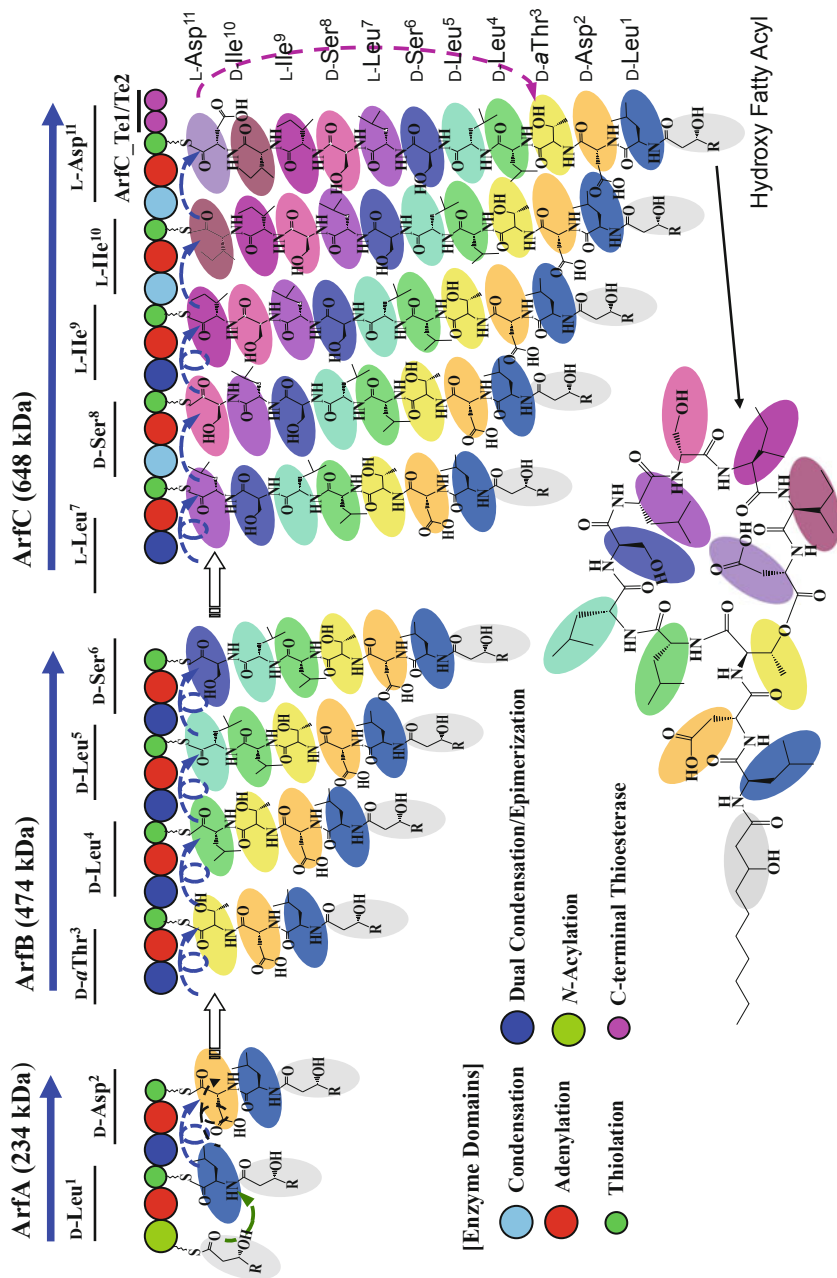 ArfA (234 kDa)
D-Leu¹
D-Asp²
ArfB (474 kDa)
D-aThr³
D-Leu⁴
D-Leu⁵
D-Ser⁶
ArfC (648 kDa)
L-Leu⁷
D-Ser⁸
L-IIe⁹
L-IIe¹⁰
L-Asp¹¹
ArfC_Te1/Te2
L-Asp¹¹
D-Ile¹⁰
L-Ile⁹
D-Ser⁸
L-Leu⁷
D-Ser⁶
D-Leu⁵
D-Leu⁴
D-aThr³
D-Asp²
D-Leu¹
Hydroxy Fatty Acyl
[Enzyme Domains]
Condensation
Adenylation
Thiolation
Dual Condensation/Epimerization
N-Acylation
C-terminal Thioesterase